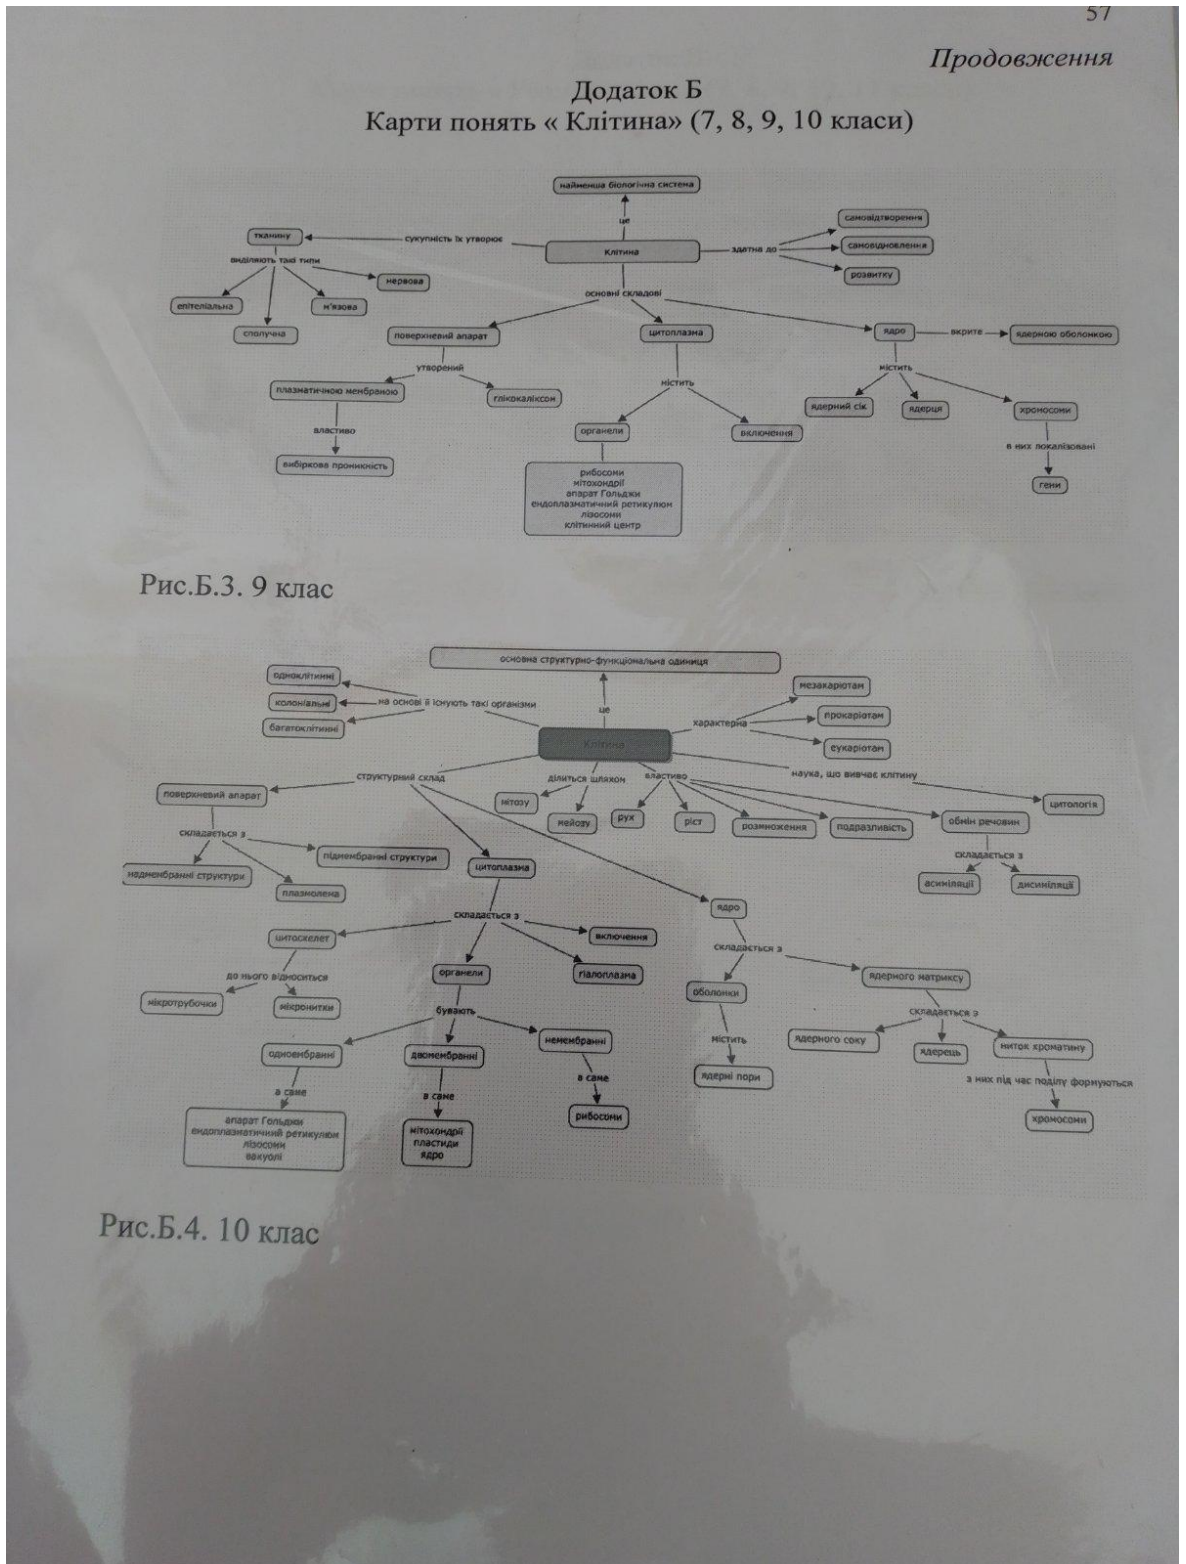 57
Продовження
Додаток Б
Карти понять « Клітина» (7, 8, 9, 10 класи)
найменша біологічна система
це
самовідтворення
тканину
сукупність їх утворює
Клітина
здатна до
самовідновлення
розвитку
виділяють такі типи
нервова
епітеліальна
м'язова
сполучна
основні складові
поверхневий апарат
цитоплазма
ядро
вкрите
ядерною оболонкою
утворений
містить
містить
плазматичною мембраною
глікокаліксом
ядерний сік
ядерця
хромосоми
властиво
органели
включення
в них локалізовані
вибіркова проникність
гени
рибосоми
мітохондрії
апарат Гольджи
ендоплазматичний ретикулюм
лізосоми
клітинний центр
Рис.Б.3. 9 клас
основна структурно-функціональна одиниця
одноклітинні
колоніальні
багатоклітинні
на основі її існують такі організми
це
характерна
мезакаріотам
прокаріотам
еукаріотам
Клітина
структурний склад
ділиться шляхом
властиво
наука, що вивчає клітину
поверхневий апарат
мітозу
мейозу
рух
ріст
розмноження
подразливість
обмін речовин
цитологія
складається з
складається з
надмембранні структури
підмембранні структури
плазмолема
цитоплазма
асиміляції
дисиміляції
ядро
складається з
цитоскелет
включення
складається з
до нього відноситься
органели
гіалоплазма
оболонки
ядерного матриксу
мікротрубочки
мікронитки
бувають
містить
складається з
одномбранні
двомембранні
немембранні
ядерні пори
ядерного соку
ядерець
ниток хроматину
а саме
в саме
а саме
з них під час поділу формуються
апарат Гольджи
ендоплазматичний ретикулюм
лізосоми
вакуолі
мітохондрії
пластиди
ядро
рибосоми
хромосоми
Рис.Б.4. 10 клас